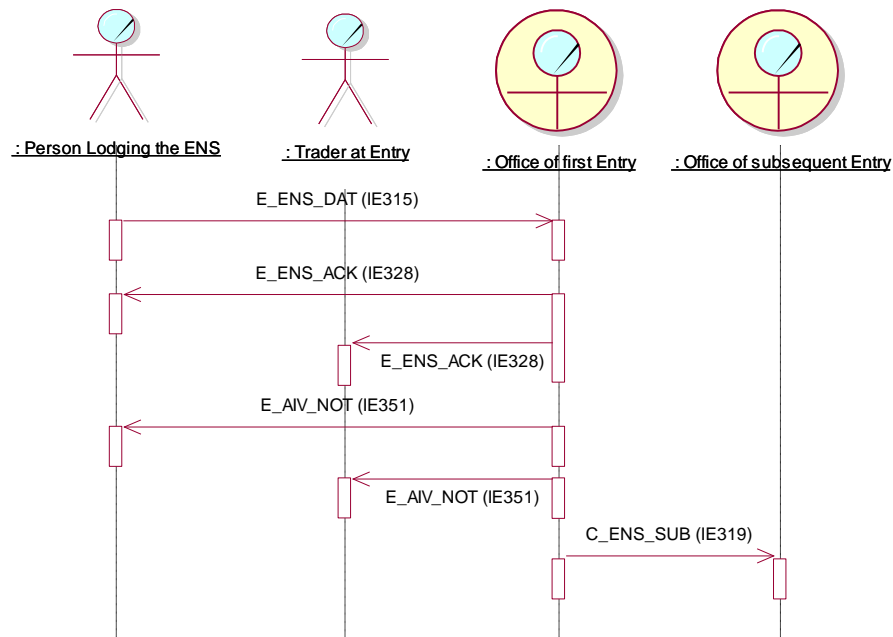 : Person Lodging the ENS
: Trader at Entry
: Office of first Entry
: Office of subsequent Entry
E_ENS_DAT (IE315)
E_ENS_ACK (IE328)
E_ENS_ACK (IE328)
E_AIV_NOT (IE351)
E_AIV_NOT (IE351)
C_ENS_SUB (IE319)